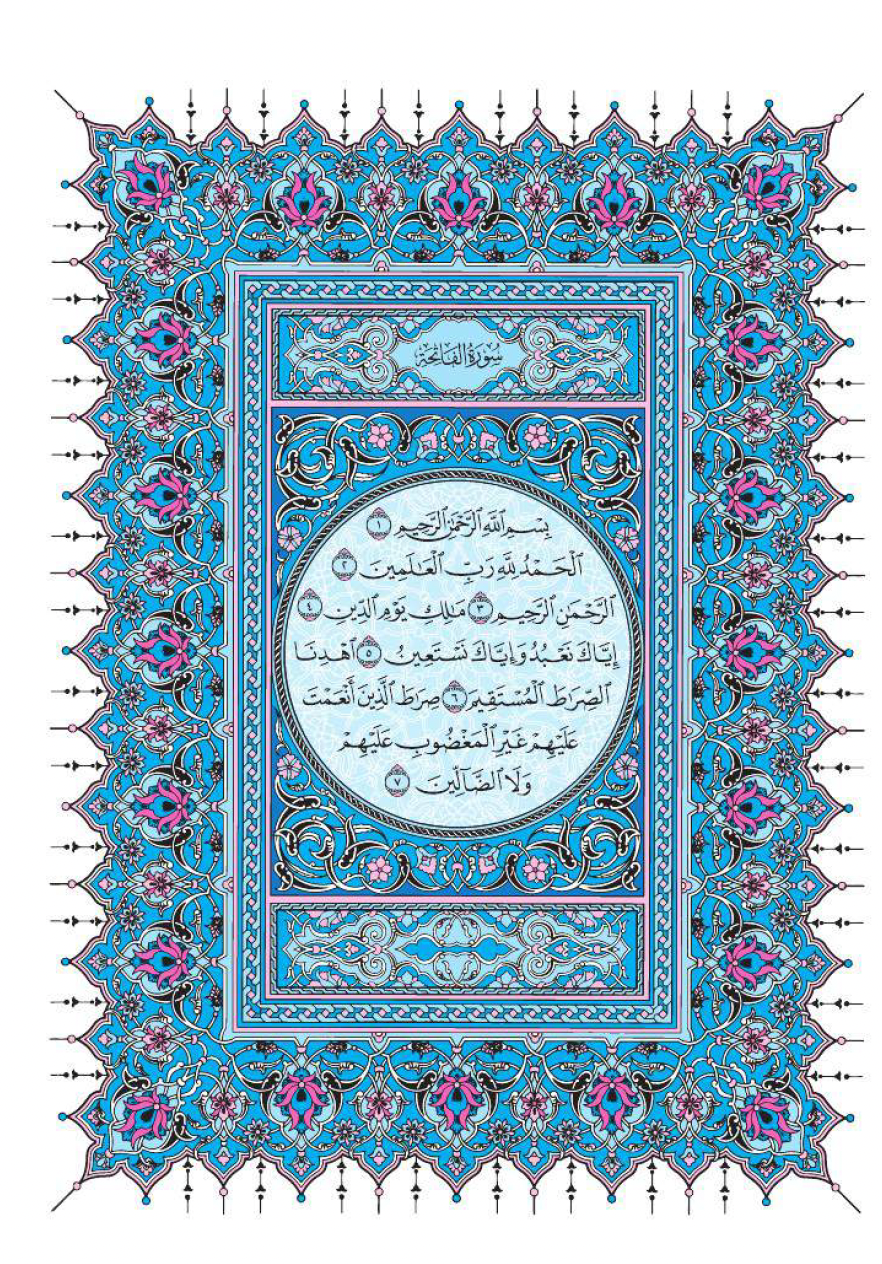 سُورَةُ الفَاتِحَةِ
بِسْمِ ٱللَّهِ ٱلرَّحْمَٰنِ ٱلرَّحِيمِ ١
ٱلْحَمْدُ لِلَّهِ رَبِّ ٱلْعَٰلَمِينَ ٢
ٱلرَّحْمَٰنِ ٱلرَّحِيمِ ٣ مَٰلِكِ يَوْمِ ٱلدِّينِ ٤
إِيَّاكَ نَعْبُدُ وَإِيَّاكَ نَسْتَعِينُ ٥ ٱهْدِنَا
ٱلصِّرَٰطَ ٱلْمُسْتَقِيمَ ٦ صِرَٰطَ ٱلَّذِينَ أَنْعَمْتَ
عَلَيْهِمْ غَيْرِ ٱلْمَغْضُوبِ عَلَيْهِمْ
وَلَا ٱلضَّآلِّينَ ٧